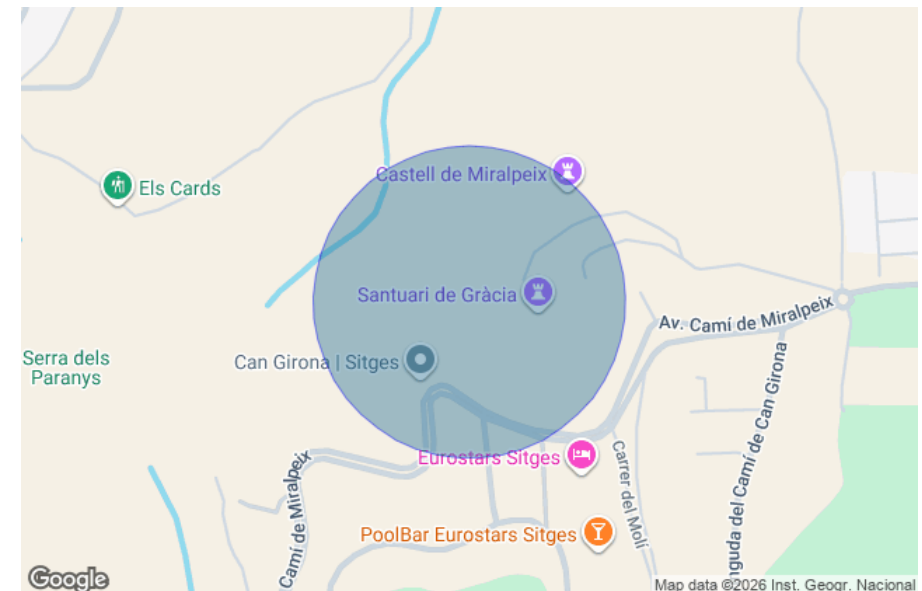 Castell de Miralpeix
Els Cards
Santuari de Gràcia
Av. Camí de Miralpeix
Serra dels
Paranys
Can Girona | Sitges
Eurostars Sitges
Camí de Miralpeix
Carrer del Molí
nguda del Camí de Can Girona
PoolBar Eurostars Sitges
Google
Map data ©2026 Inst. Geogr. Nacional